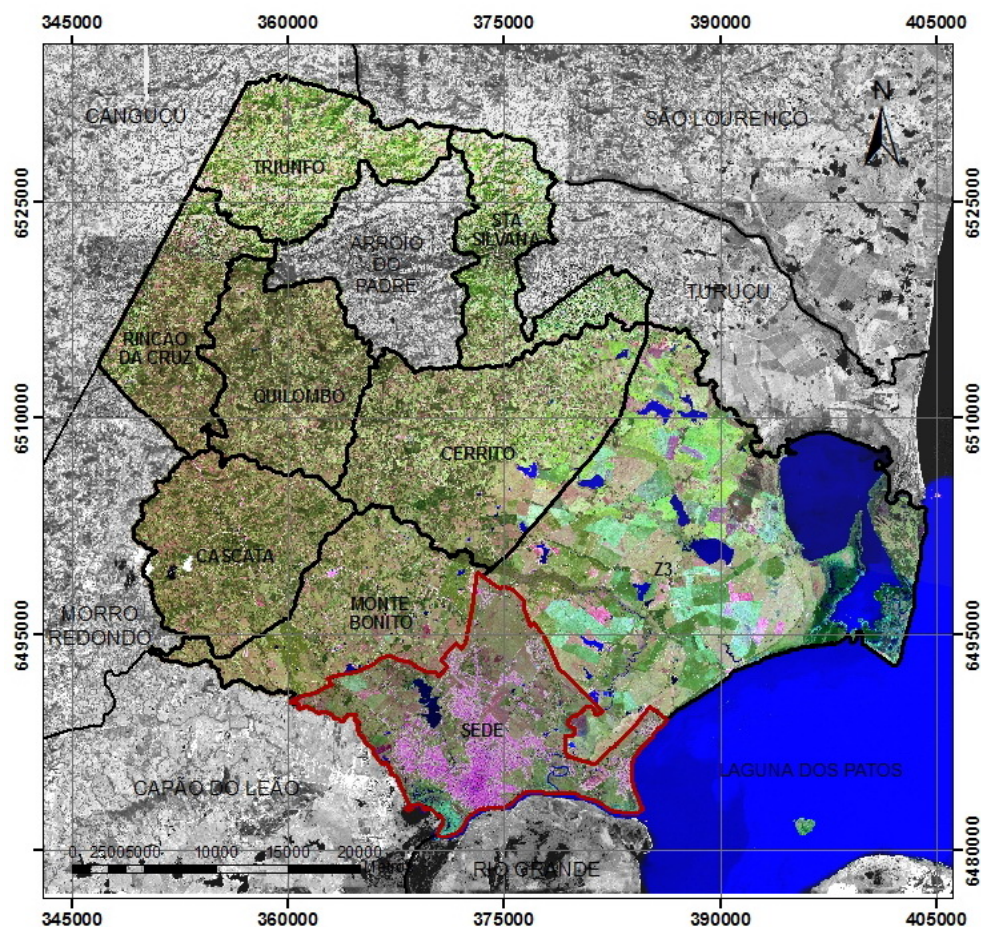 345000 360000 375000 390000 405000
N
CANGUÇU
SÃO LOURENÇO
TRIUNFO
6525000
6525000
STA
SILVANA
ARROIO
DO
PADRE
TURUÇU
RINCÃO
DA CRUZ
QUILOMBO
6510000
6510000
CERRITO
CASCATA
Z3
MONTE
BONITO
MORRO
REDONDO
6495000
6495000
SEDE
LAGUNA DOS PATOS
CAPÃO DO LEÃO
0 25005000 10000 15000 20000
RIO GRANDE
6480000
6480000
345000 360000 375000 390000 405000